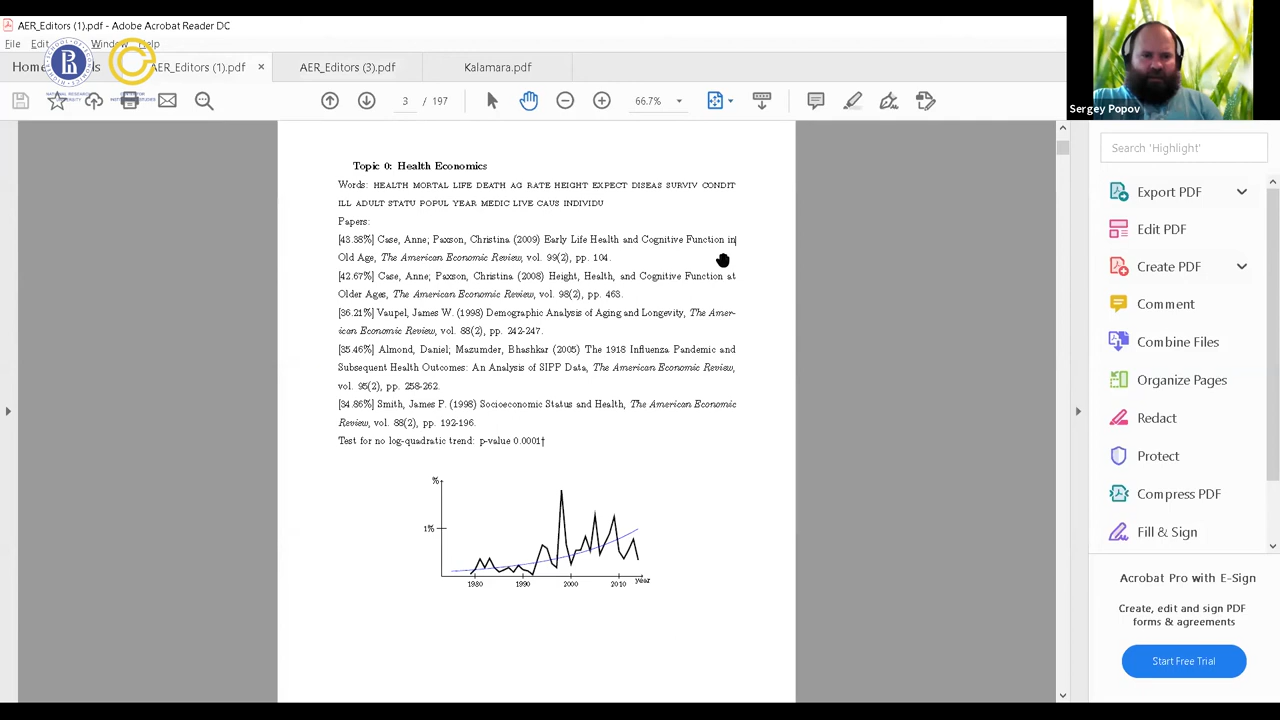 AER_Editors (1).pdf - Adobe Acrobat Reader DC
File Edit Window Help
Home AER_Editors (1).pdf × AER_Editors (3).pdf Kalamara.pdf
3 / 197 66.7%
Sergey Popov
Search 'Highlight'
Export PDF
Edit PDF
Create PDF
Comment
Combine Files
Organize Pages
Redact
Protect
Compress PDF
Fill & Sign
Acrobat Pro with E-Sign
Create, edit and sign PDF
forms & agreements
Start Free Trial
Topic 0: Health Economics
Words: HEALTH MORTAL LIFE DEATH AG RATE HEIGHT EXPECT DISEAS SURVIV CONDIT
ILL ADULT STATU POPUL YEAR MEDIC LIVE CAUS INDIVIDU
Papers:
[43.38%] Case, Anne; Paxson, Christina (2009) Early Life Health and Cognitive Function in
Old Age, The American Economic Review, vol. 99(2), pp. 104.
[42.67%] Case, Anne; Paxson, Christina (2008) Height, Health, and Cognitive Function at
Older Ages, The American Economic Review, vol. 98(2), pp. 463.
[36.21%] Vaupel, James W. (1998) Demographic Analysis of Aging and Longevity, The Amer-
ican Economic Review, vol. 88(2), pp. 242-247.
[35.46%] Almond, Daniel; Mazumder, Bhashkar (2005) The 1918 Influenza Pandemic and
Subsequent Health Outcomes: An Analysis of SIPP Data, The American Economic Review,
vol. 95(2), pp. 258-262.
[34.86%] Smith, James P. (1998) Socioeconomic Status and Health, The American Economic
Review, vol. 88(2), pp. 192-196.
Test for no log-quadratic trend: p-value 0.0001†
%
1%
1980 1990 2000 2010 year